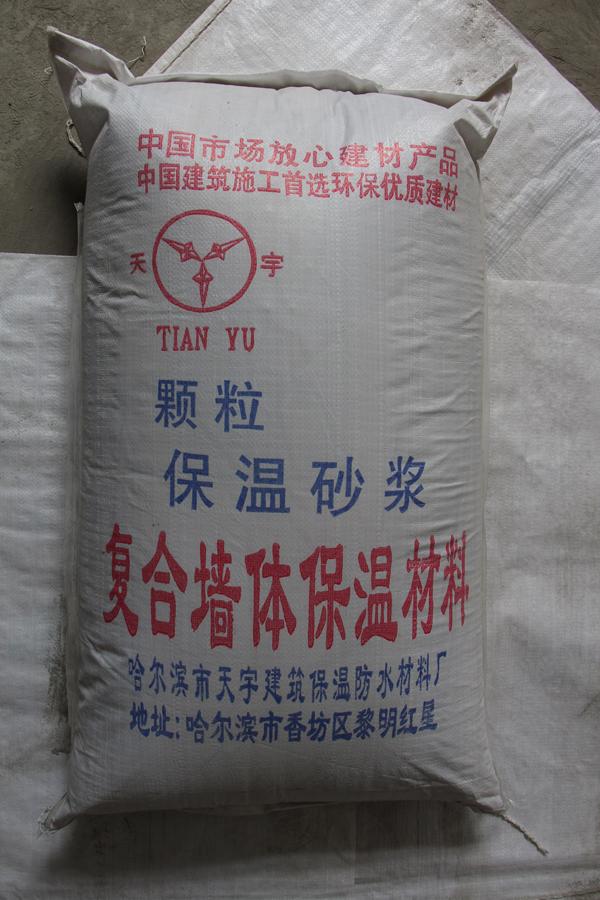 中国市场放心建材产品
中国建筑施工首选环保优质建材
天 宇
TIAN YU
颗粒
保温砂浆
复合墙体保温材料
哈尔滨市天宇建筑保温防水材料厂
地址:哈尔滨市香坊区黎明红星